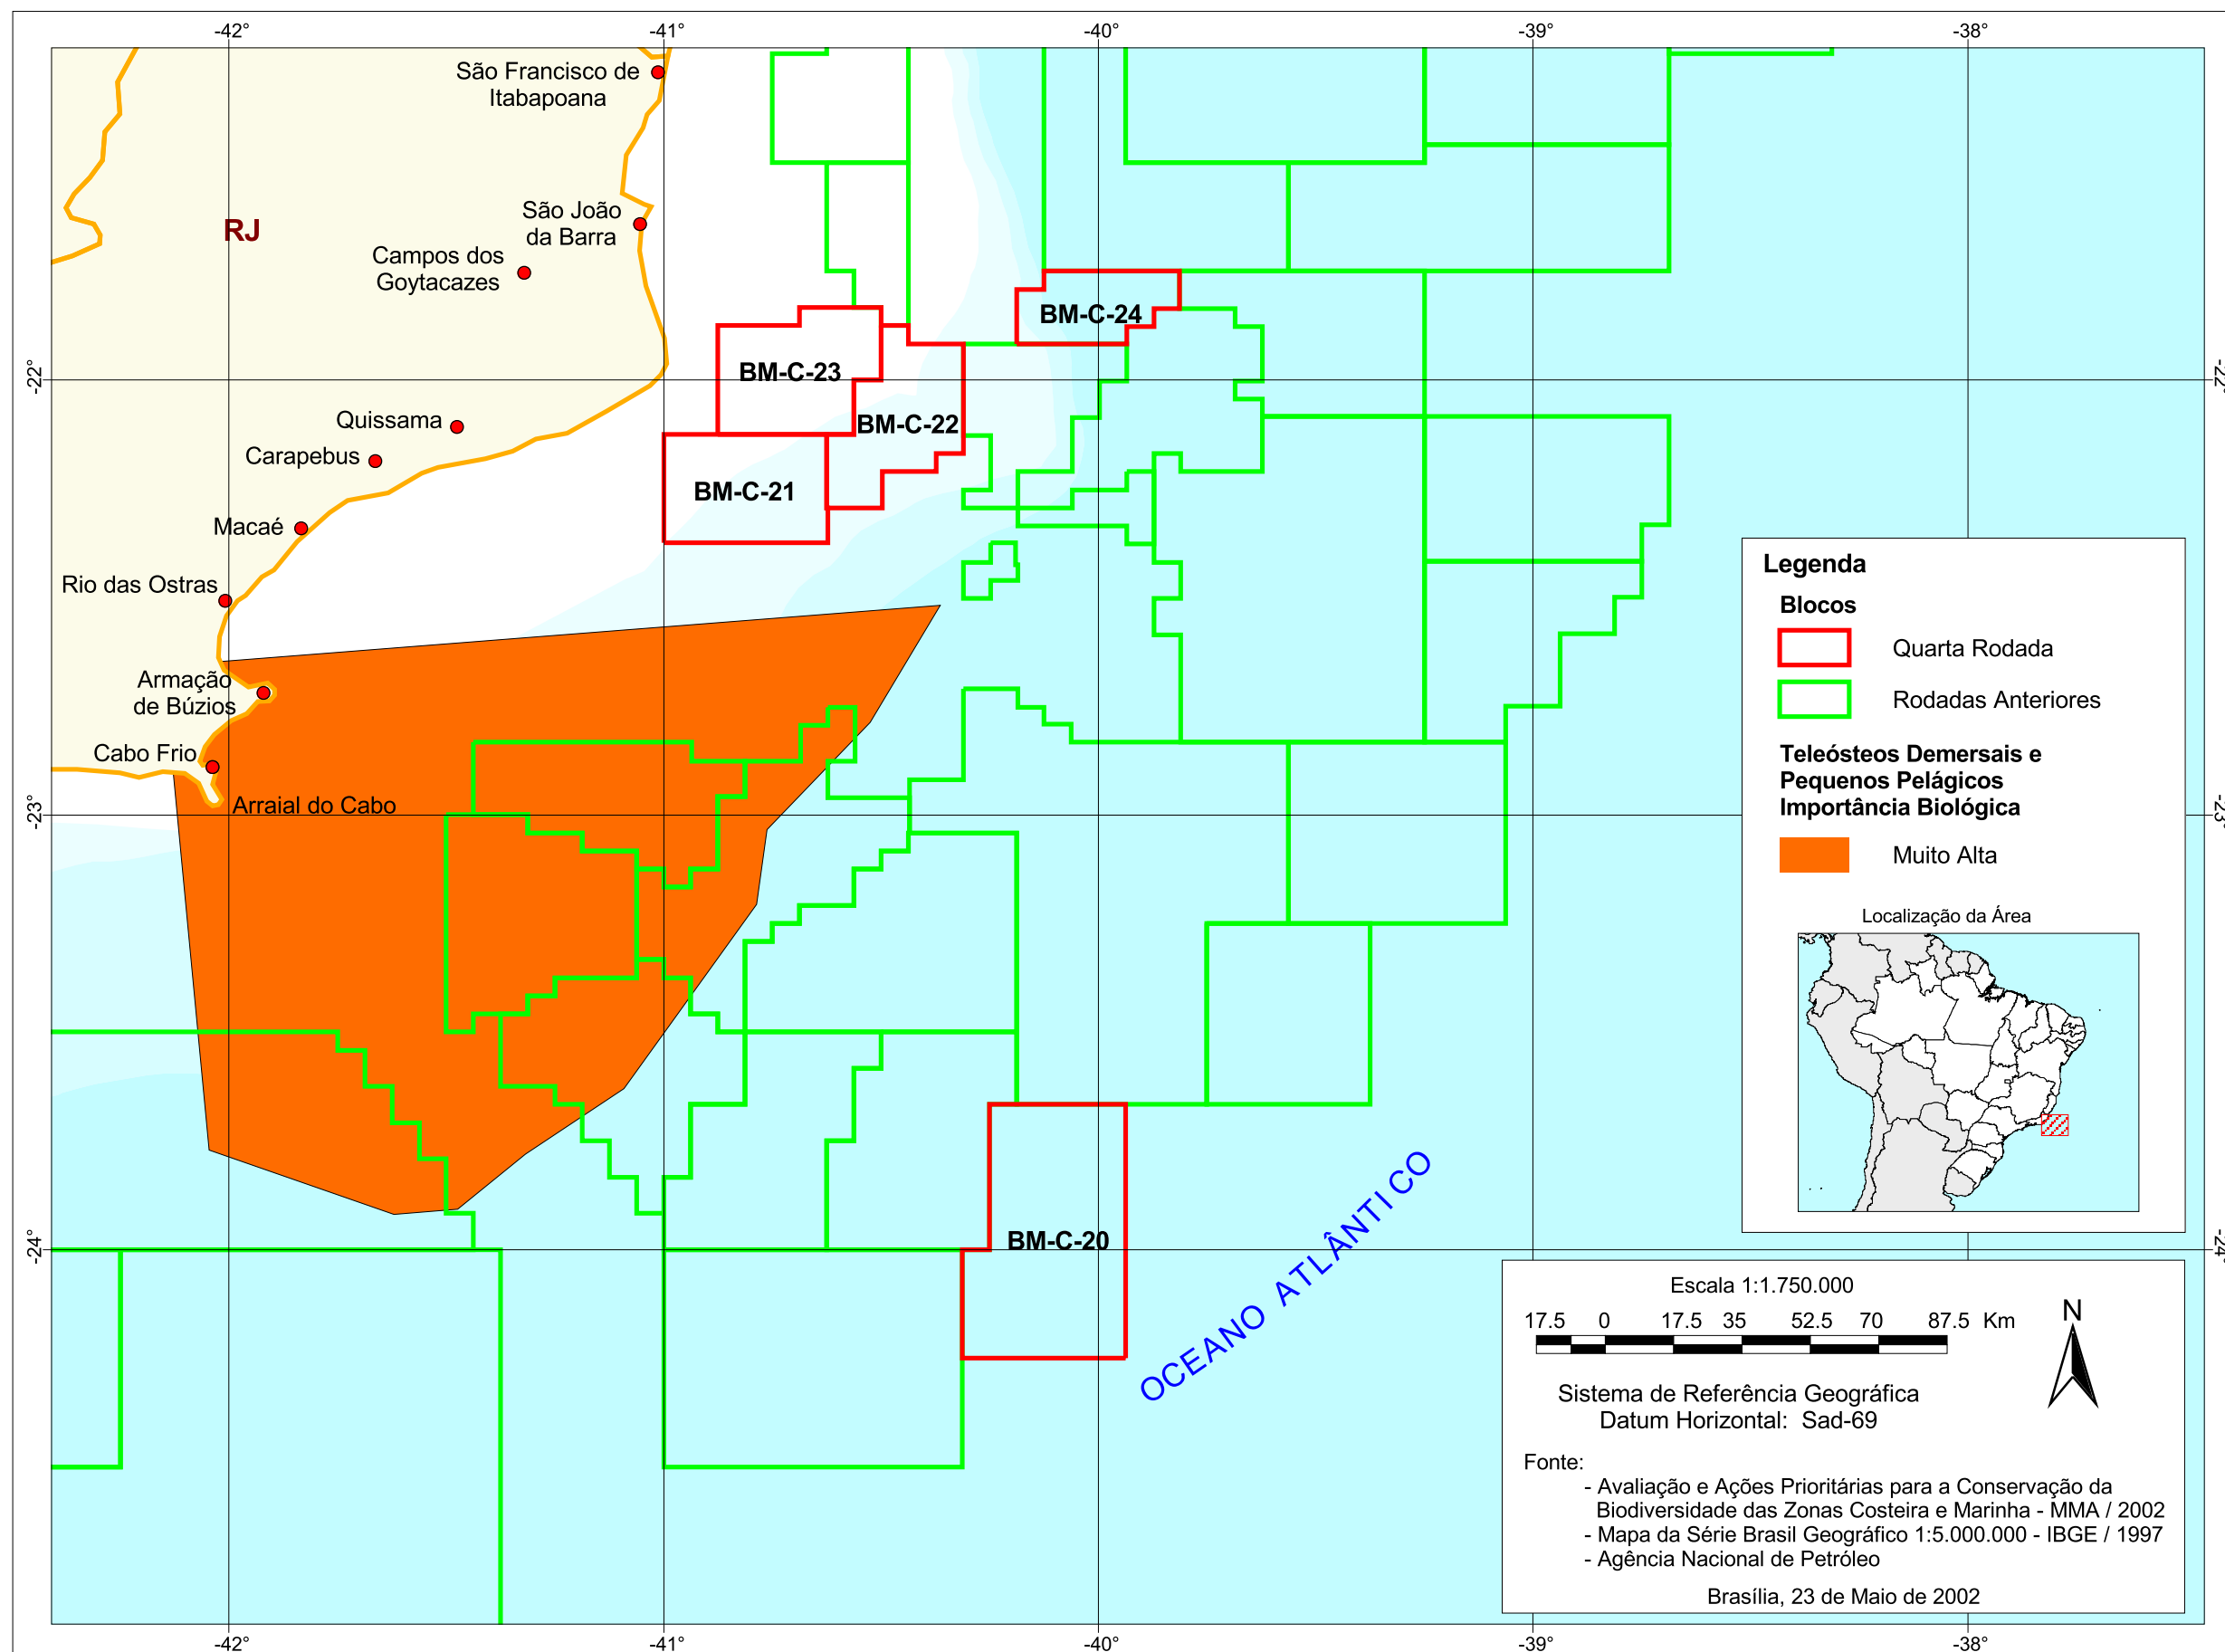 -42°
-41°
-40°
-39°
-38°
São Francisco de
Itabapoana
RJ
São João
da Barra
Campos dos
Goytacazes
BM-C-24
BM-C-23
-22°
-22°
BM-C-22
Quissama
Carapebus
BM-C-21
Macaé
Rio das Ostras
Armação
de Búzios
Cabo Frio
Arraial do Cabo
-23°
-23°
Legenda
Blocos
Quarta Rodada
Rodadas Anteriores
Teleósteos Demersais e
Pequenos Pelágicos
Importância Biológica
Muito Alta
Localização da Área
BM-C-20
OCEANO ATLÂNTICO
-24°
-24°
Escala 1:1.750.000
17.5 0 17.5 35 52.5 70 87.5 Km
N
Sistema de Referência Geográfica
Datum Horizontal: Sad-69
Fonte:
- Avaliação e Ações Prioritárias para a Conservação da
Biodiversidade das Zonas Costeira e Marinha - MMA / 2002
- Mapa da Série Brasil Geográfico 1:5.000.000 - IBGE / 1997
- Agência Nacional de Petróleo
Brasília, 23 de Maio de 2002
-42°
-41°
-40°
-39°
-38°